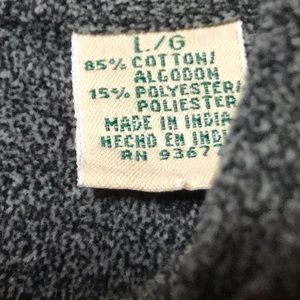 L/G
85% COTTON/
ALGODON
15% POLYESTER/
POLIESTER
MADE IN INDIA
HECHO EN INDI
RN 9367